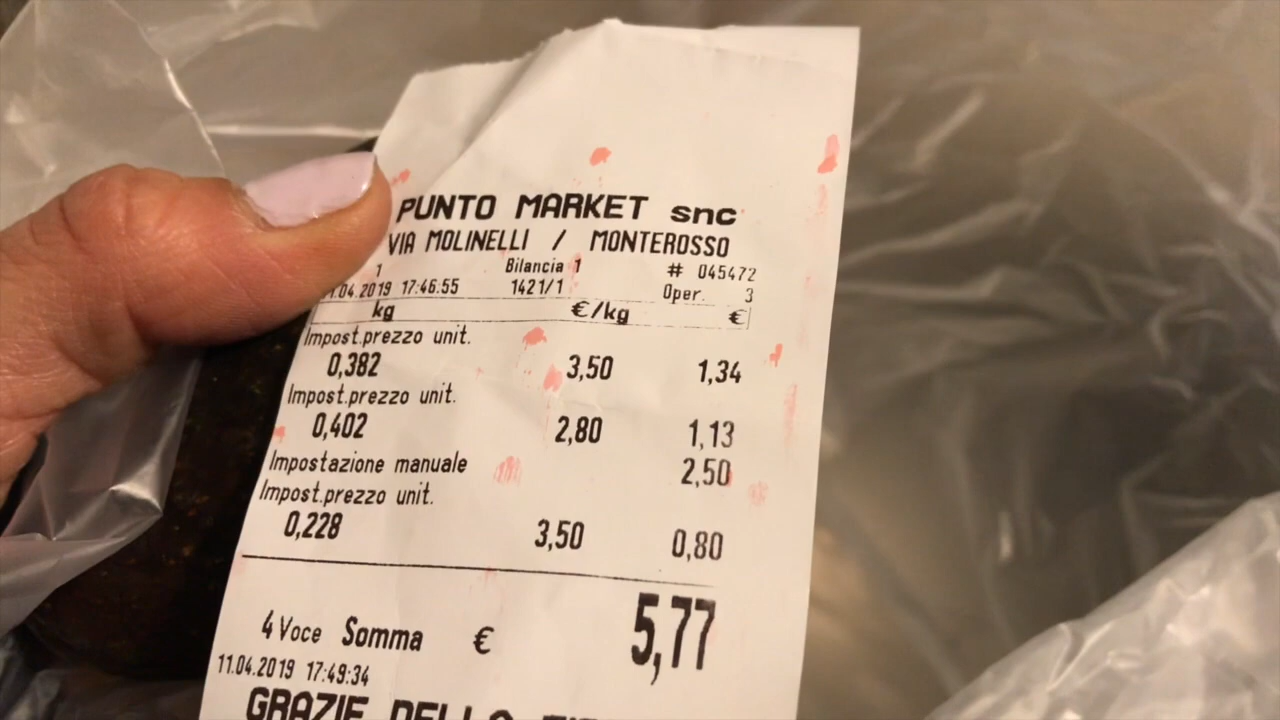 PUNTO MARKET snc
VIA MOLINELLI / MONTEROSSO
1 Bilancia 1 # 045472
.04.2019 17:46.55 1421/1 Oper. 3
kg €/kg €
Impost.prezzo unit.
0,382 3,50 1,34
Impost.prezzo unit.
0,402 2,80 1,13
Impostazione manuale 2,50
Impost.prezzo unit.
0,228 3,50 0,80
4 Voce Somma € 5,77
11.04.2019 17:49:34
GRAZIE DELLA